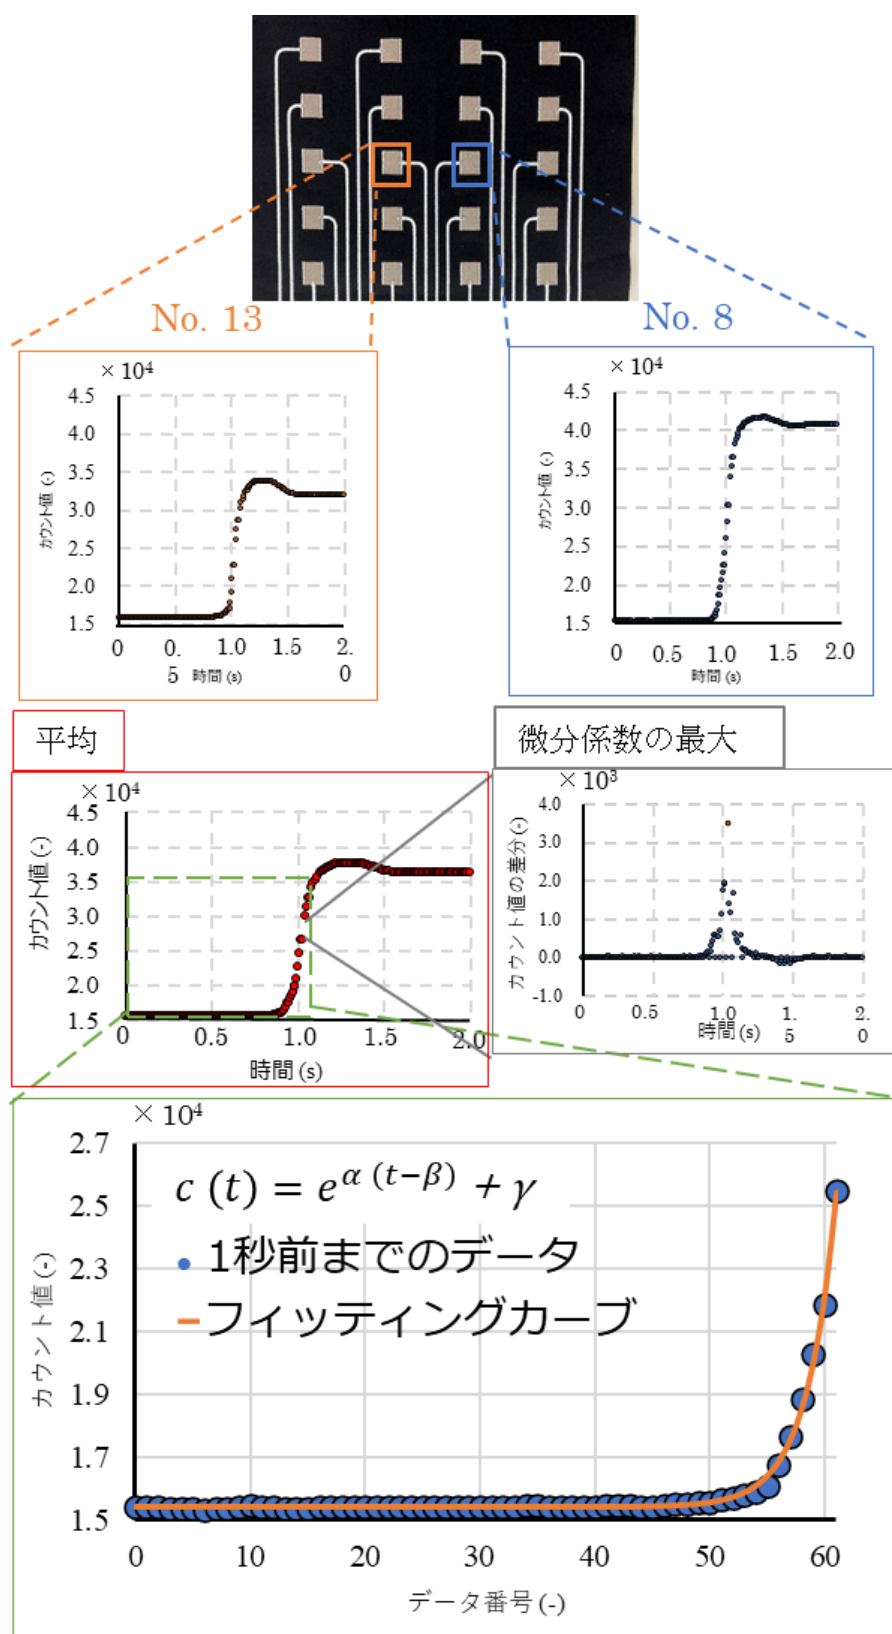 No. 13
No. 8
× 10⁴
4.5
4.0
3.5
3.0
2.5
2.0
1.5
カウント値 (-)
0
0.
5
1.0
1.5
2.
0
時間 (s)
× 10⁴
4.5
4.0
3.5
3.0
2.5
2.0
1.5
カウント値 (-)
0 0.5 1.0 1.5 2.0
時間 (s)
平均
微分係数の最大
× 10⁴
4.5
4.0
3.5
3.0
2.5
2.0
1.5
カウント値 (-)
0 0.5 1.0 1.5 2.0
時間 (s)
× 10³
4.0
3.0
2.0
1.0
0.0
-1.0
カウント値の差分 (-)
0 0.5 1.0 1.
5
2.
0
時間 (s)
× 10⁴
2.7
2.5
2.3
2.1
1.9
1.7
1.5
カウント値 (-)
c (t) = e^{α (t−β)} + γ
1秒前までのデータ
フィッティングカーブ
0 10 20 30 40 50 60
データ番号 (-)